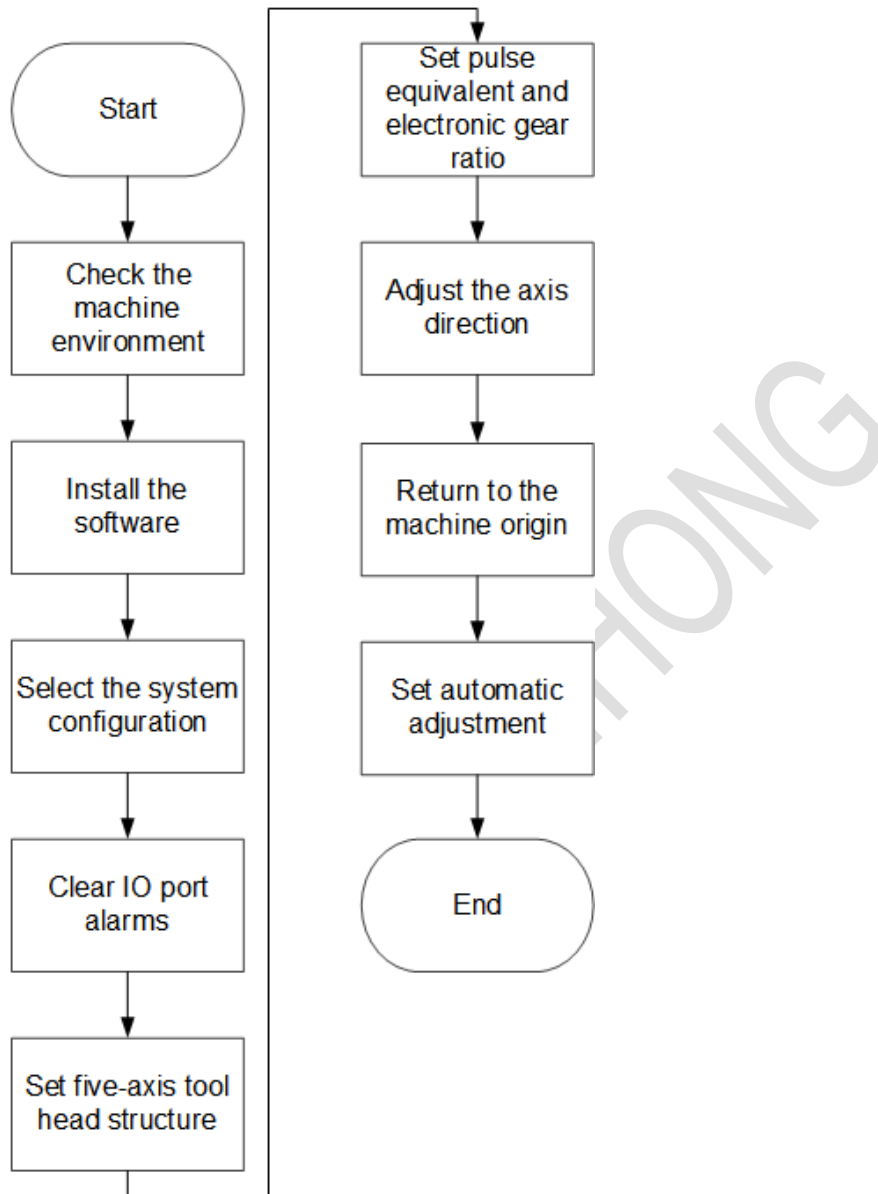 Start
Check the
machine
environment
Install the
software
Select the system
configuration
Clear IO port
alarms
Set five-axis tool
head structure
Set pulse
equivalent and
electronic gear
ratio
Adjust the axis
direction
Return to the
machine origin
Set automatic
adjustment
End
HONG